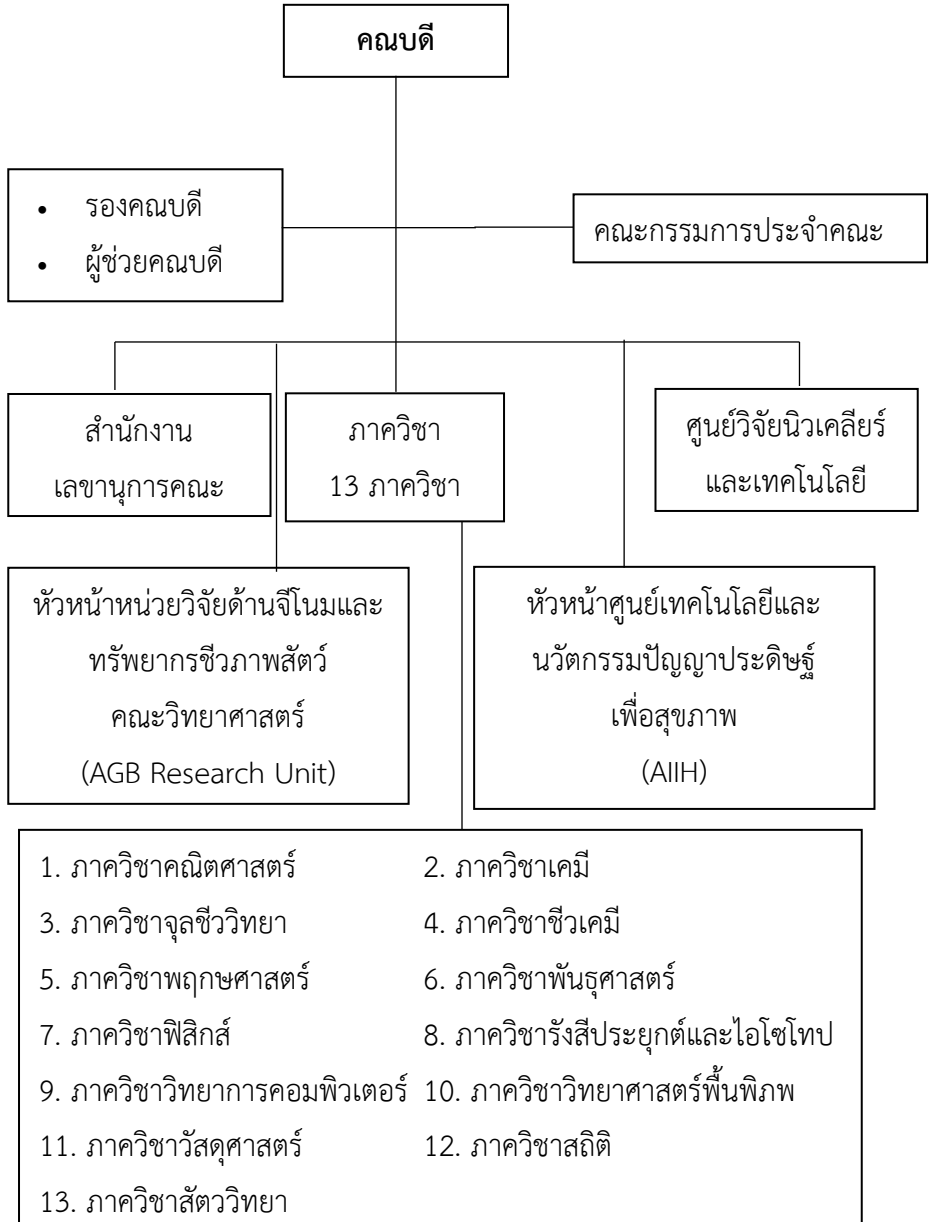 คณบดี
• รองคณบดี
• ผู้ช่วยคณบดี
คณะกรรมการประจำคณะ
สำนักงาน
เลขานุการคณะ
ภาควิชา
13 ภาควิชา
ศูนย์วิจัยนิวเคลียร์
และเทคโนโลยี
หัวหน้าหน่วยวิจัยด้านจีโนมและ
ทรัพยากรชีวภาพสัตว์
คณะวิทยาศาสตร์
(AGB Research Unit)
หัวหน้าศูนย์เทคโนโลยีและ
นวัตกรรมปัญญาประดิษฐ์
เพื่อสุขภาพ
(AIIH)
1. ภาควิชาคณิตศาสตร์ 2. ภาควิชาเคมี
3. ภาควิชาจุลชีววิทยา 4. ภาควิชาชีวเคมี
5. ภาควิชาพฤกษศาสตร์ 6. ภาควิชาพันธุศาสตร์
7. ภาควิชาฟิสิกส์ 8. ภาควิชารังสีประยุกต์และไอโซโทป
9. ภาควิชาวิทยาการคอมพิวเตอร์ 10. ภาควิชาวิทยาศาสตร์พื้นพิภพ
11. ภาควิชาวัสดุศาสตร์ 12. ภาควิชาสถิติ
13. ภาควิชาสัตววิทยา